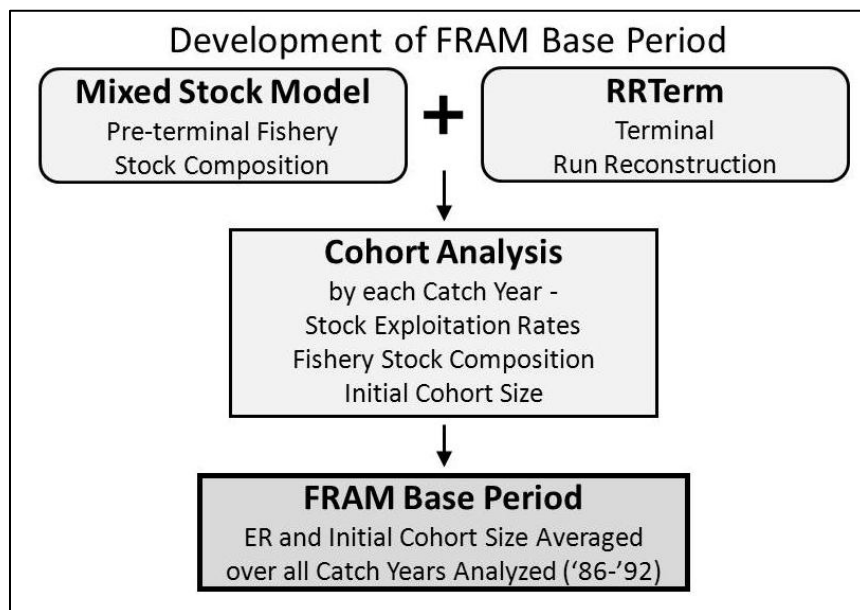 Development of FRAM Base Period
Mixed Stock Model
Pre-terminal Fishery
Stock Composition
+
RRTerm
Terminal
Run Reconstruction
Cohort Analysis
by each Catch Year -
Stock Exploitation Rates
Fishery Stock Composition
Initial Cohort Size
FRAM Base Period
ER and Initial Cohort Size Averaged
over all Catch Years Analyzed (‘86-’92)